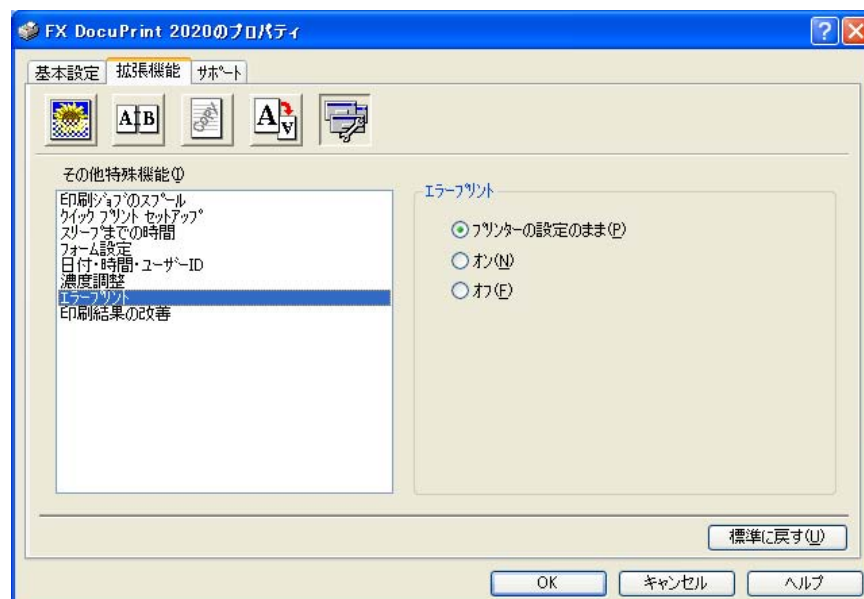 FX DocuPrint 2020のプロパティ
基本設定 拡張機能 ｻﾎﾟｰﾄ
A B
Copy
A A
その他特殊機能(I)
印刷ｼﾞｮﾌﾞのｽﾌﾟｰﾙ
ｸｲｯｸ ﾌﾟﾘﾝﾄ ｾｯﾄｱｯﾌﾟ
ｽﾘｰﾌﾟまでの時間
ﾌｫｰﾑ設定
日付・時間・ﾕｰｻﾞｰID
濃度調整
ｴﾗｰﾌﾟﾘﾝﾄ
印刷結果の改善
ｴﾗｰﾌﾟﾘﾝﾄ
ﾌﾟﾘﾝﾀｰの設定のまま(P)
ｵﾝ(N)
ｵﾌ(F)
標準に戻す(U)
OK キャンセル ヘルプ